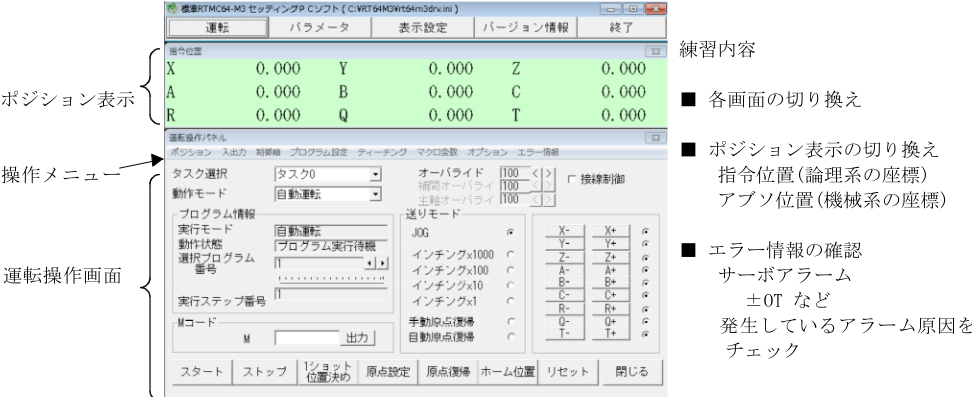 標準RTMC64-M3 セッティングPCソフト ( C:¥RT64M3¥rt64m3drv.ini )
運転 パラメータ 表示設定 バージョン情報 終了
指令位置
X 0.000 Y 0.000 Z 0.000
A 0.000 B 0.000 C 0.000
R 0.000 Q 0.000 T 0.000
ポジション表示
運転操作パネル
ポジション 入出力 制御軸 プログラム設定 ティーチング マクロ変数 オプション エラー情報
操作メニュー
運転操作画面
タスク選択 タスク0
動作モード 自動運転
オーバライド 100 < >
補間オーバライ 100 < >
主軸オーバライ 100 < >
接線制御
プログラム情報
実行モード 自動運転
動作状態 プログラム実行待機
選択プログラム
番号 1
実行ステップ番号 1
Mコード
M 出力
送りモード
JOG
インチングx1000
インチングx100
インチングx10
インチングx1
手動原点復帰
自動原点復帰
X- X+
Y- Y+
Z- Z+
A- A+
B- B+
C- C+
R- R+
Q- Q+
T- T+
スタート ストップ 1ショット位置決め 原点設定 原点復帰 ホーム位置 リセット 閉じる
練習内容
■ 各画面の切り換え
■ ポジション表示の切り換え
指令位置(論理系の座標)
アブソ位置(機械系の座標)
■ エラー情報の確認
サーボアラーム
±OT など
発生しているアラーム原因を
チェック